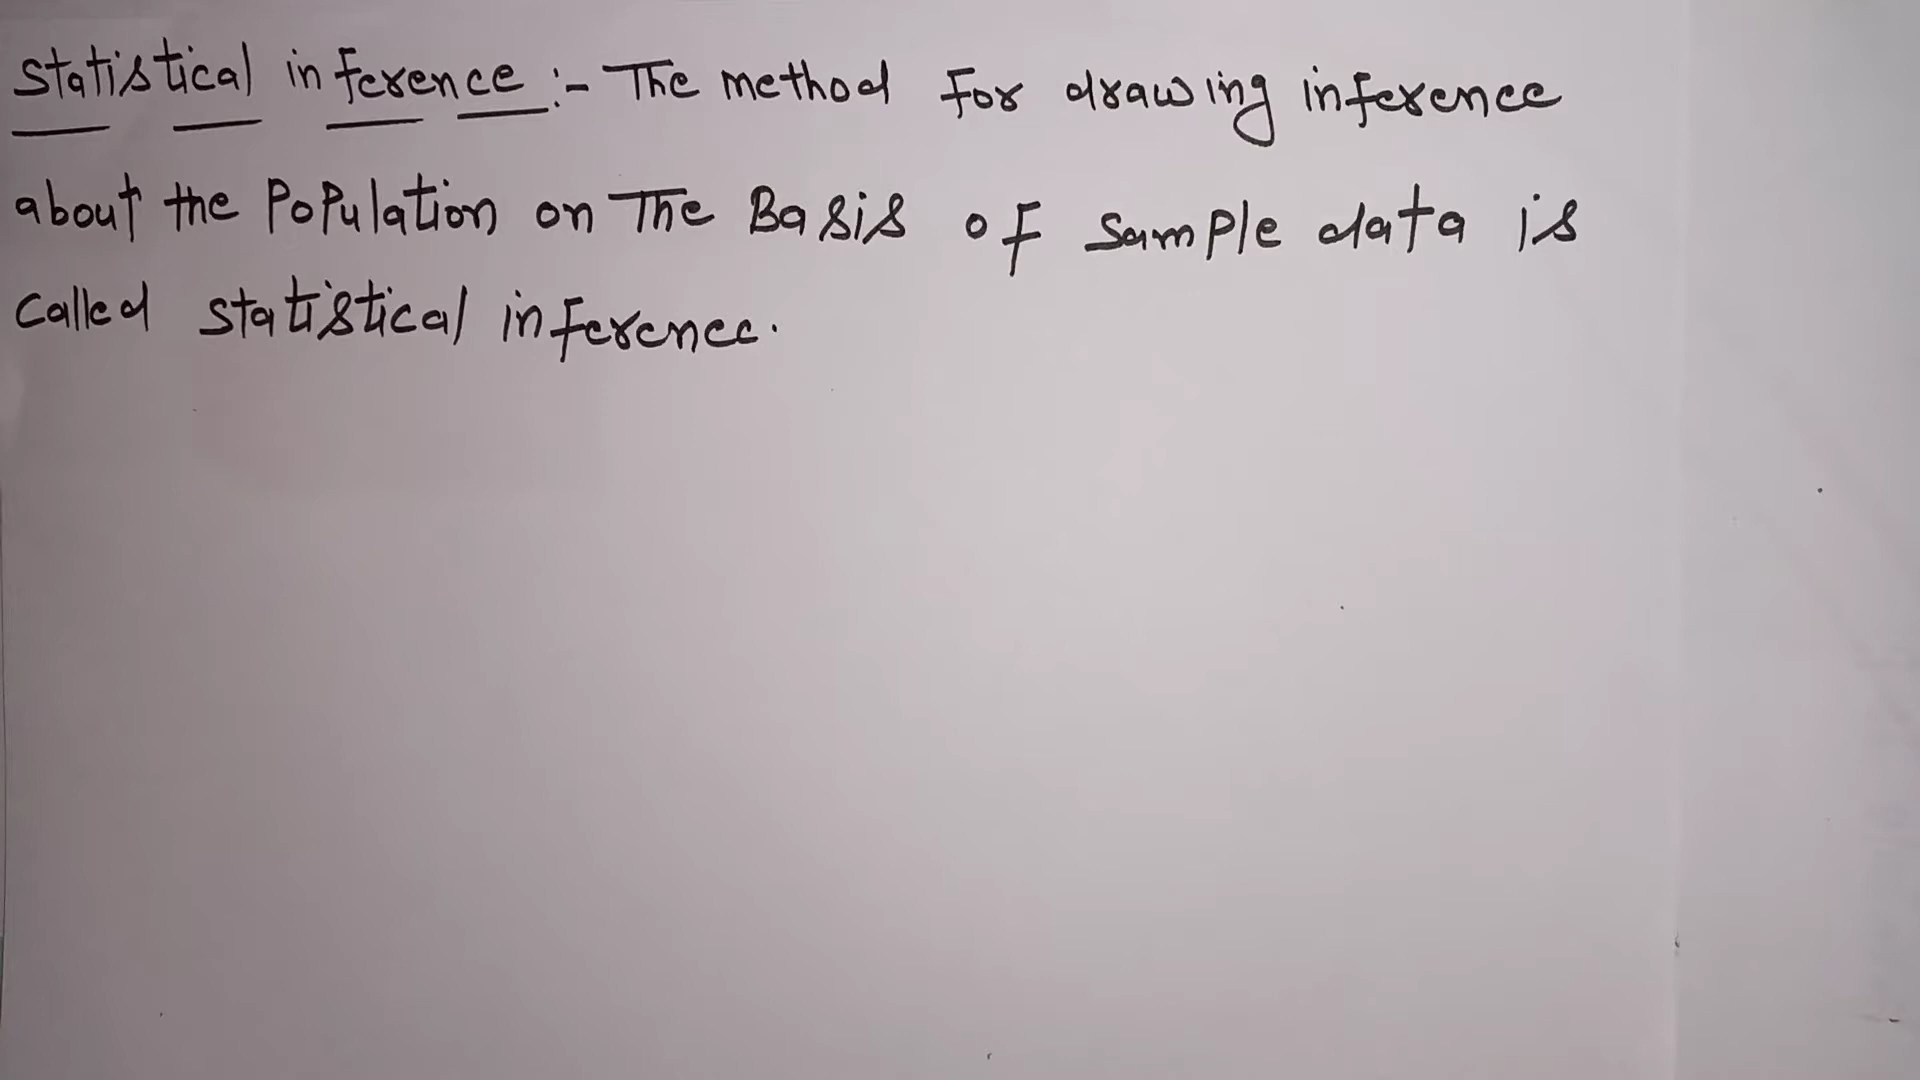 Statistical inference :- The method For drawing inference
about the Population on The Basis of Sample data is
Called Statistical inference.